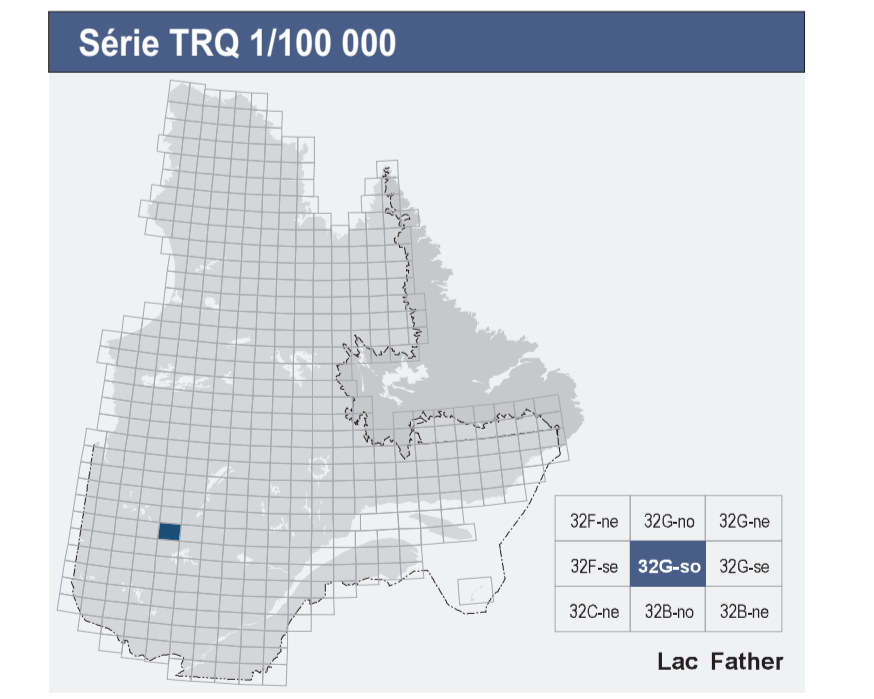 Série TRQ 1/100 000
32F-ne 32G-no 32G-ne
32F-se 32G-so 32G-se
32C-ne 32B-no 32B-ne
Lac Father